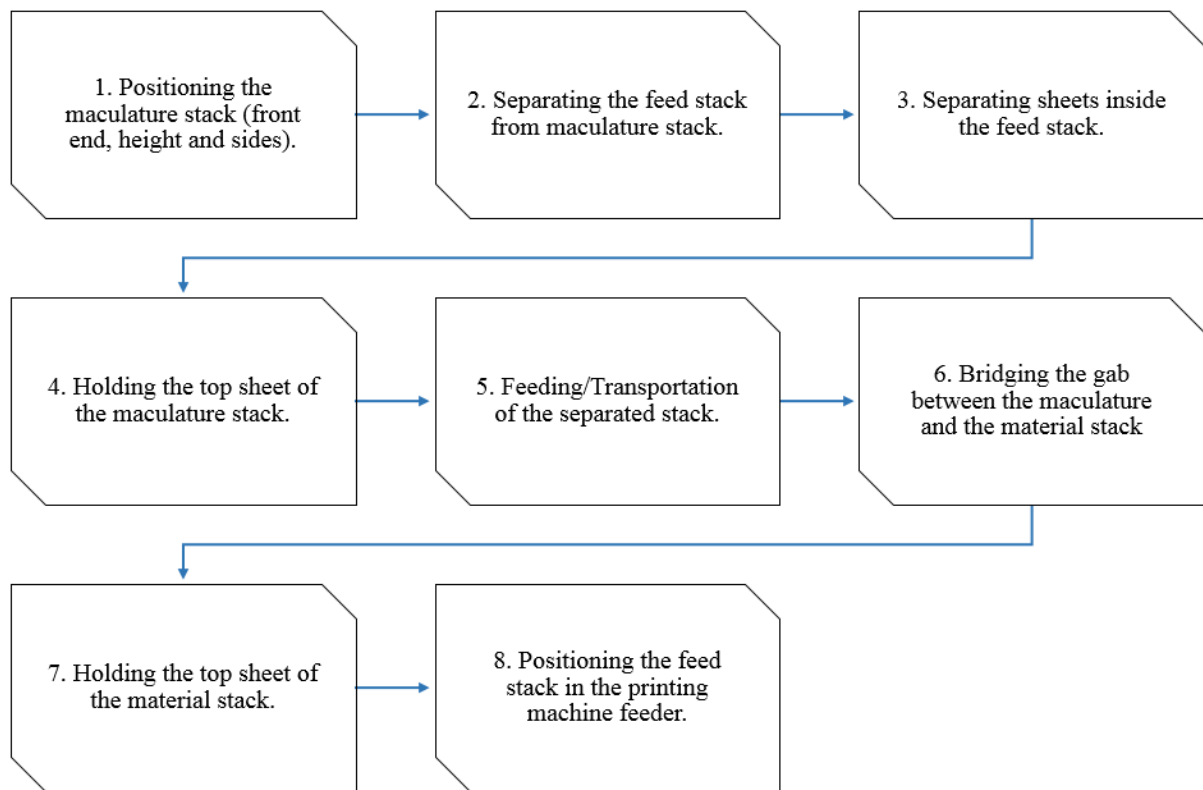 1. Positioning the
maculature stack (front
end, height and sides).
2. Separating the feed stack
from maculature stack.
3. Separating sheets inside
the feed stack.
4. Holding the top sheet of
the maculature stack.
5. Feeding/Transportation
of the separated stack.
6. Bridging the gab
between the maculature
and the material stack
7. Holding the top sheet of
the material stack.
8. Positioning the feed
stack in the printing
machine feeder.